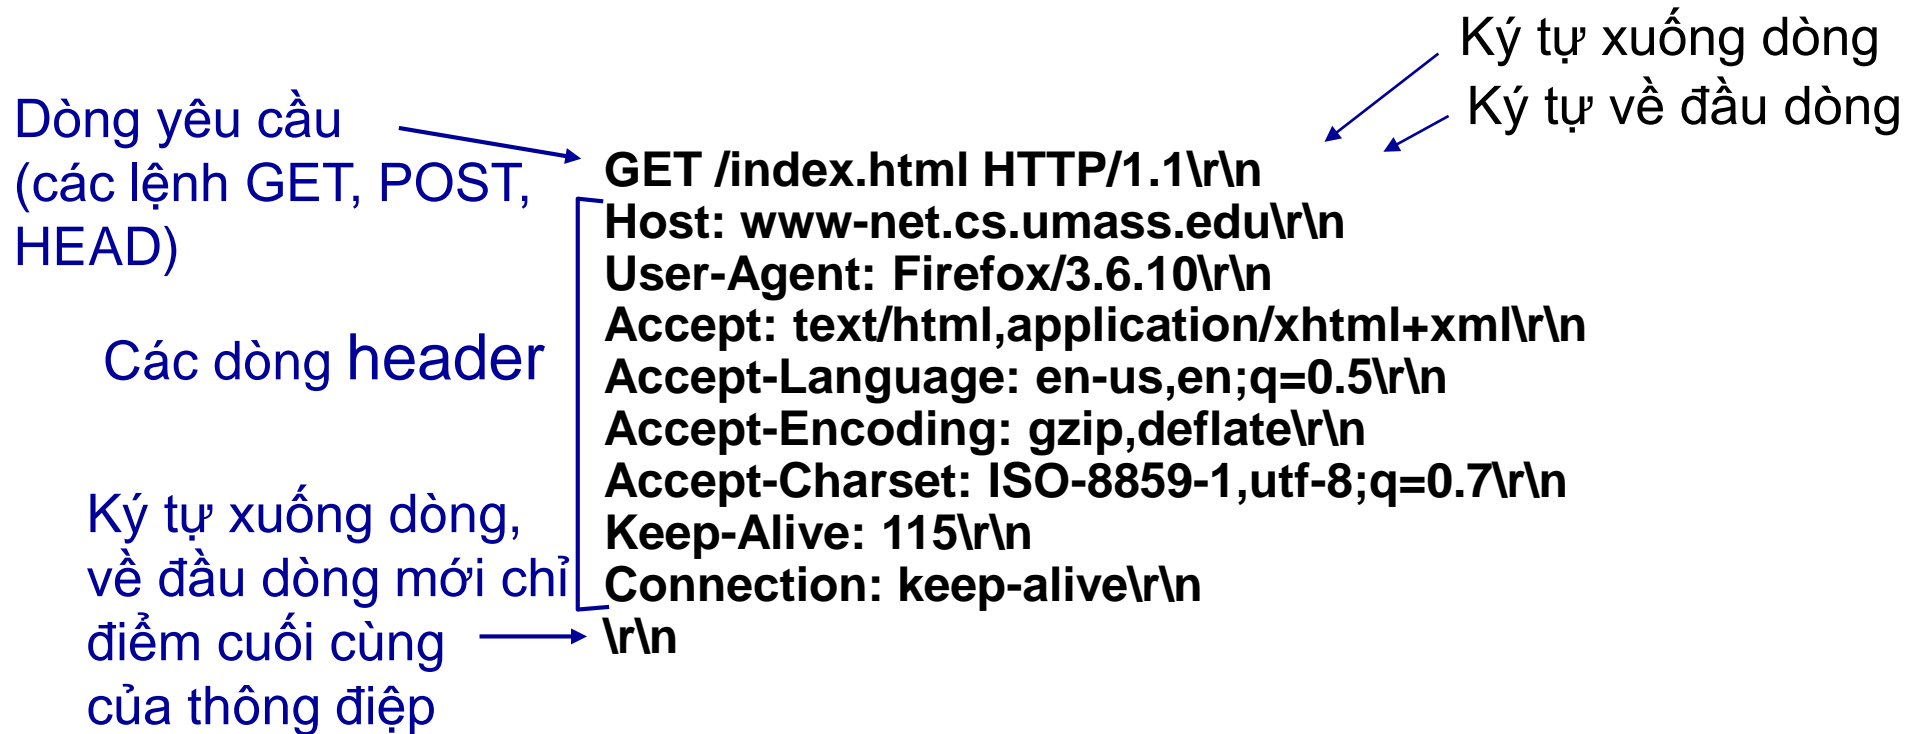 Ký tự xuống dòng
Ký tự về đầu dòng
Dòng yêu cầu
(các lệnh GET, POST,
HEAD)
GET /index.html HTTP/1.1\r\n
Host: www-net.cs.umass.edu\r\n
User-Agent: Firefox/3.6.10\r\n
Accept: text/html,application/xhtml+xml\r\n
Accept-Language: en-us,en;q=0.5\r\n
Accept-Encoding: gzip,deflate\r\n
Accept-Charset: ISO-8859-1,utf-8;q=0.7\r\n
Keep-Alive: 115\r\n
Connection: keep-alive\r\n
\r\n
Các dòng header
Ký tự xuống dòng,
về đầu dòng mới chỉ
điểm cuối cùng
của thông điệp